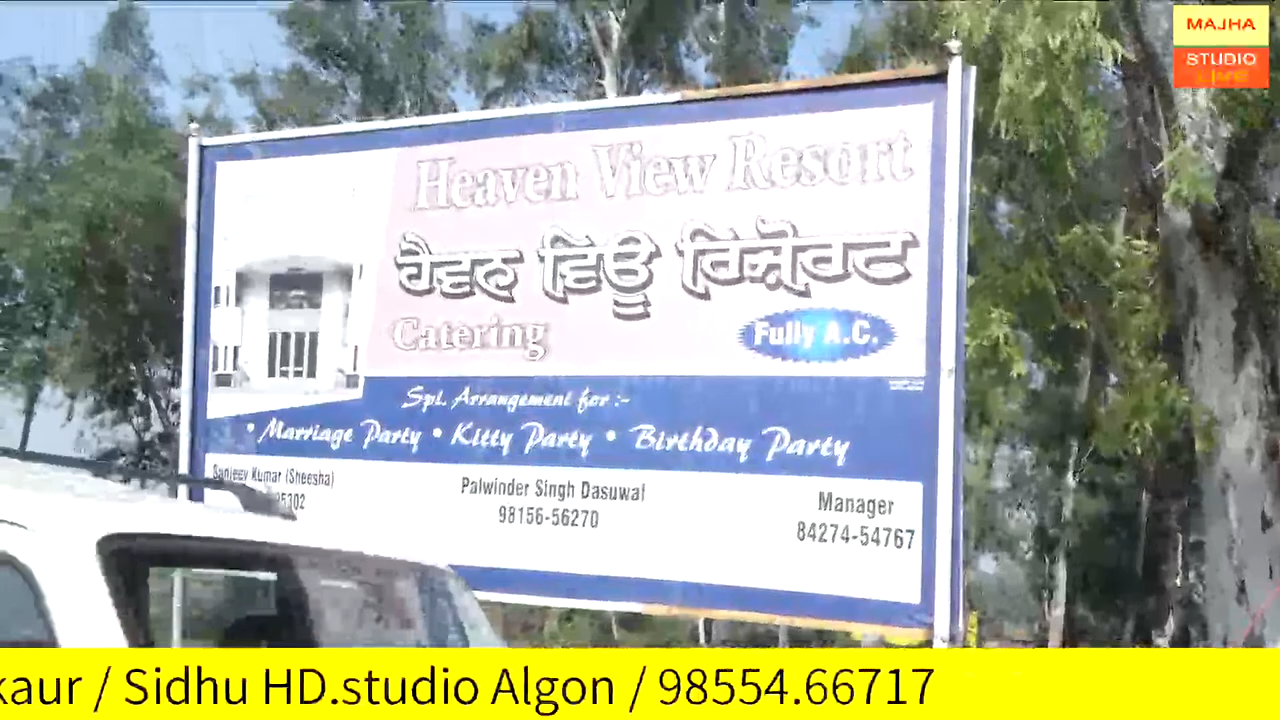 MAJHA
STUDIO
Heaven View Resort
ਹੈਵਨ ਵਿਊ ਰਿਜ਼ੋਰਟ
Catering
Fully A.C.
Spl. Arrangement for :-
• Marriage Party • Kitty Party • Birthday Party
Sanjeev Kumar (Sheesha)
25302
Palwinder Singh Dasuwal
98156-56270
Manager
84274-54767
kaur / Sidhu HD.studio Algon / 98554.66717